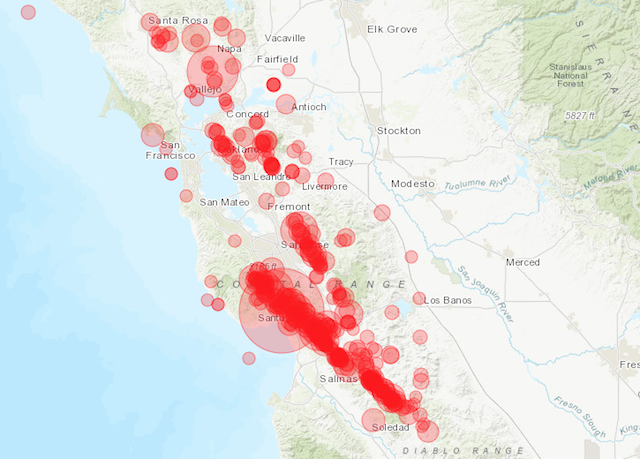 Santa Rosa
Napa
Vacaville
Elk Grove
Fairfield
Vallejo
Stanislaus
National
Forest
SIERRA N
5827 ft
Antioch
Concord
Stockton
San
Francisco
Oakland
Tracy
San Leandro
Livermore
Modesto
Tuolumne River
Merced River
San Mateo
Fremont
San Jose
Merced
COASTAL RANGE
Los Banos
San Joaquin River
Santa
Salinas
Fres
Fresno Slough
King
Soledad
DIABLO RANGE